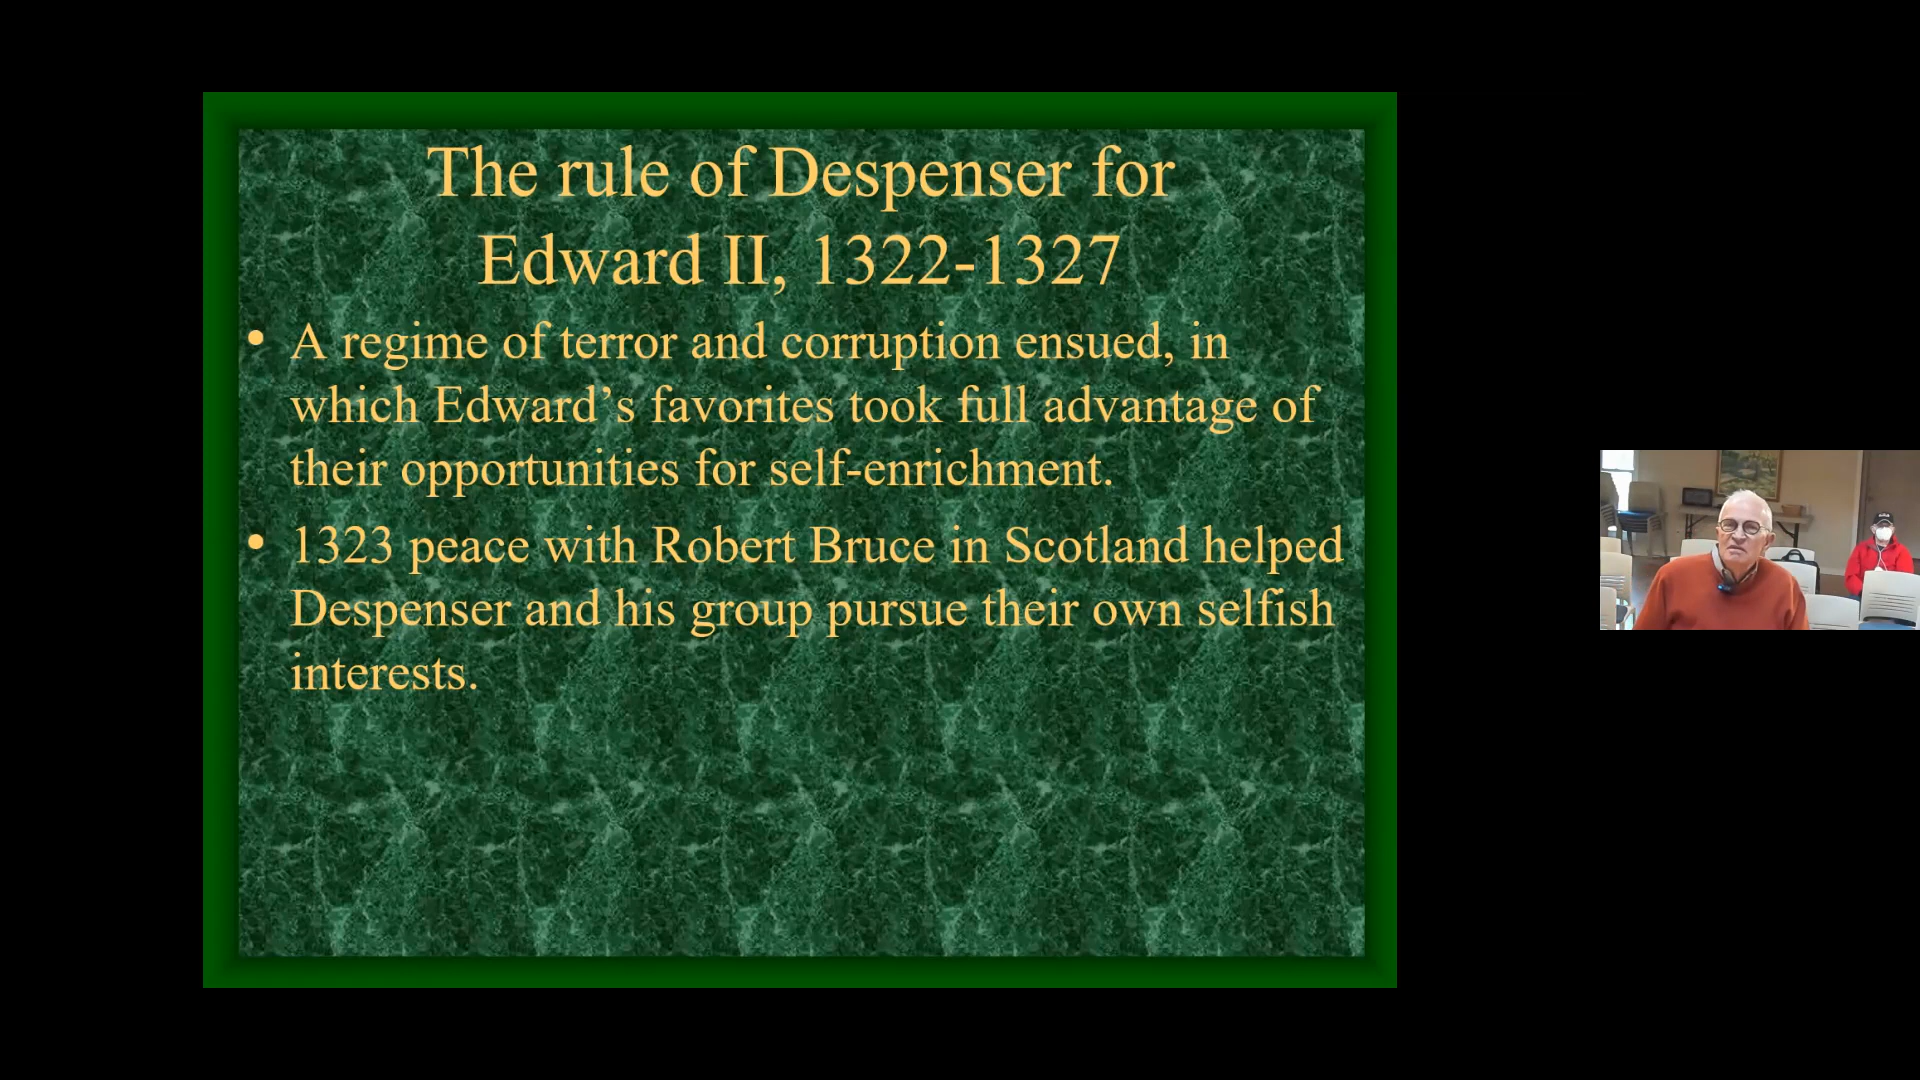 The rule of Despenser for
Edward II, 1322-1327
• A regime of terror and corruption ensued, in
which Edward’s favorites took full advantage of
their opportunities for self-enrichment.
• 1323 peace with Robert Bruce in Scotland helped
Despenser and his group pursue their own selfish
interests.